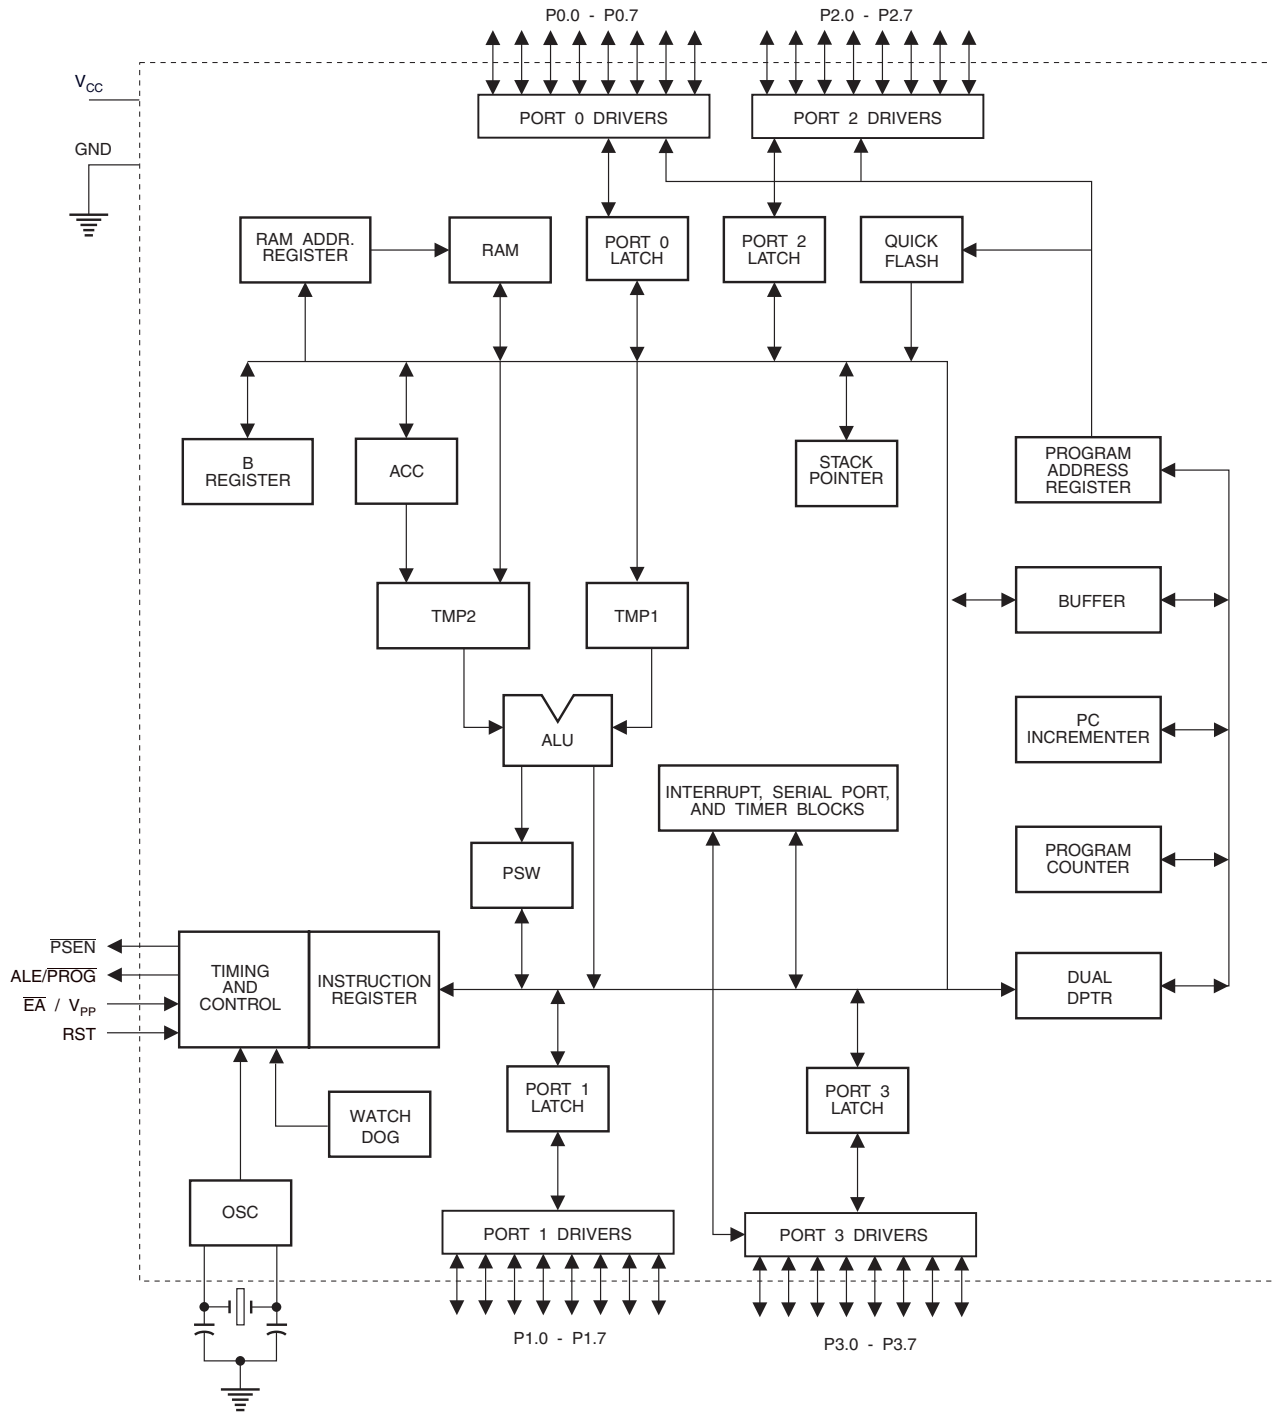 P0.0 - P0.7
P2.0 - P2.7
VCC
GND
PORT 0 DRIVERS
PORT 2 DRIVERS
RAM ADDR.
REGISTER
RAM
PORT 0
LATCH
PORT 2
LATCH
QUICK
FLASH
B
REGISTER
ACC
STACK
POINTER
PROGRAM
ADDRESS
REGISTER
TMP2
TMP1
BUFFER
ALU
PC
INCREMENTER
INTERRUPT, SERIAL PORT,
AND TIMER BLOCKS
PSW
PROGRAM
COUNTER
PSEN
ALE/PROG
EA / VPP
RST
TIMING
AND
CONTROL
INSTRUCTION
REGISTER
DUAL
DPTR
WATCH
DOG
PORT 1
LATCH
PORT 3
LATCH
OSC
PORT 1 DRIVERS
PORT 3 DRIVERS
P1.0 - P1.7
P3.0 - P3.7